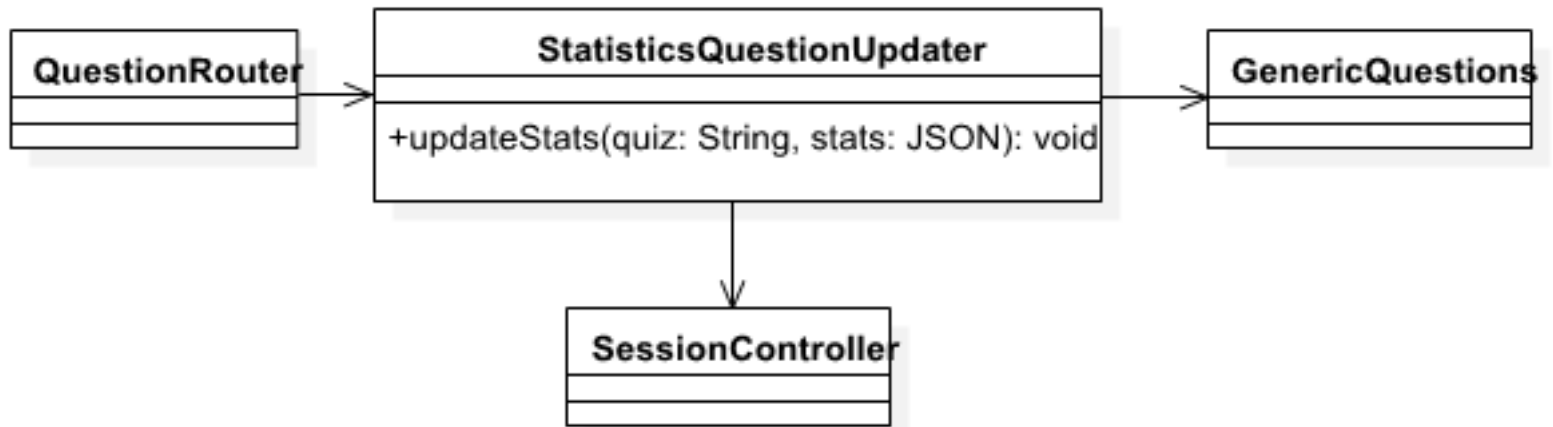 QuestionRouter
StatisticsQuestionUpdater
+updateStats(quiz: String, stats: JSON): void
GenericQuestions
SessionController